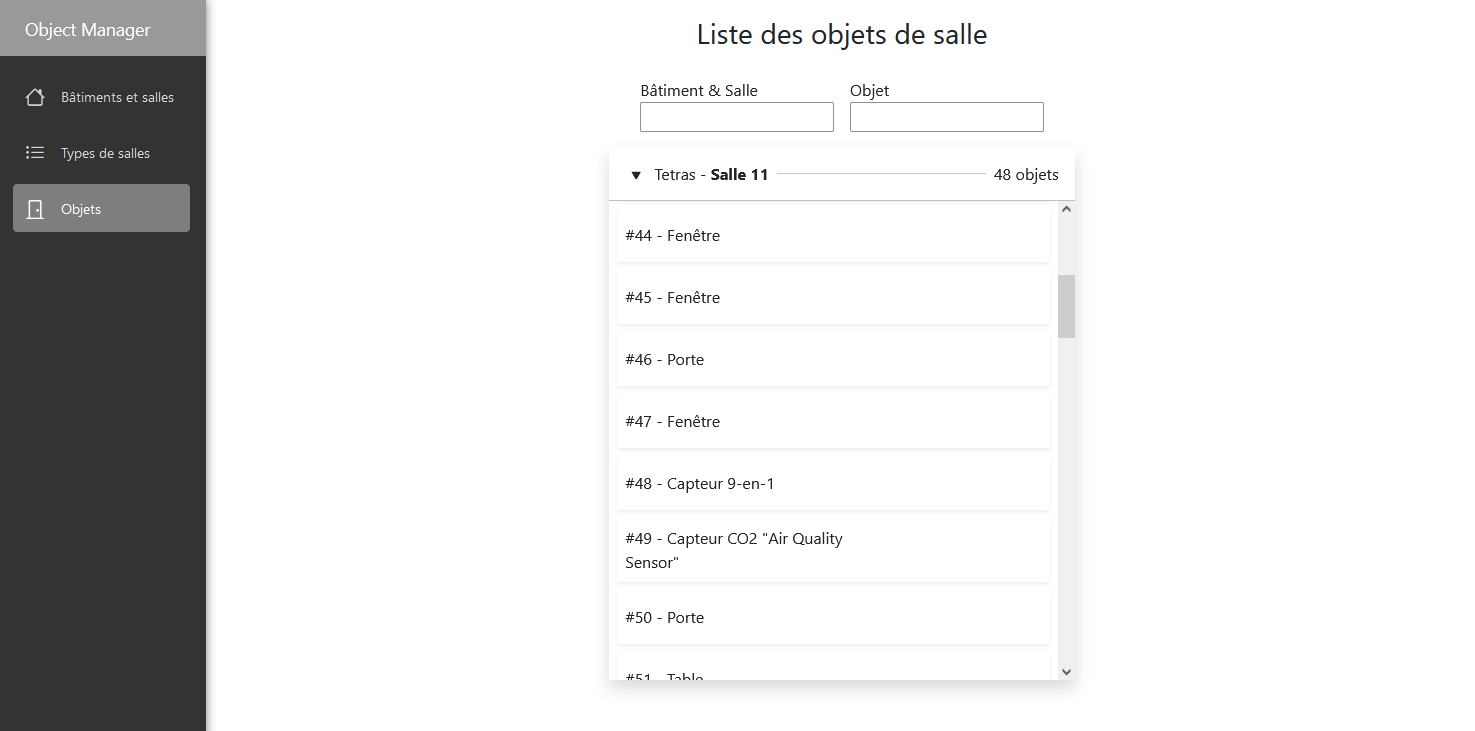 Object Manager
Bâtiments et salles
Types de salles
Objets
Liste des objets de salle
Bâtiment & Salle
Objet
Tetras - Salle 11
48 objets
#44 - Fenêtre
#45 - Fenêtre
#46 - Porte
#47 - Fenêtre
#48 - Capteur 9-en-1
#49 - Capteur CO2 "Air Quality
Sensor"
#50 - Porte
#51 - Table